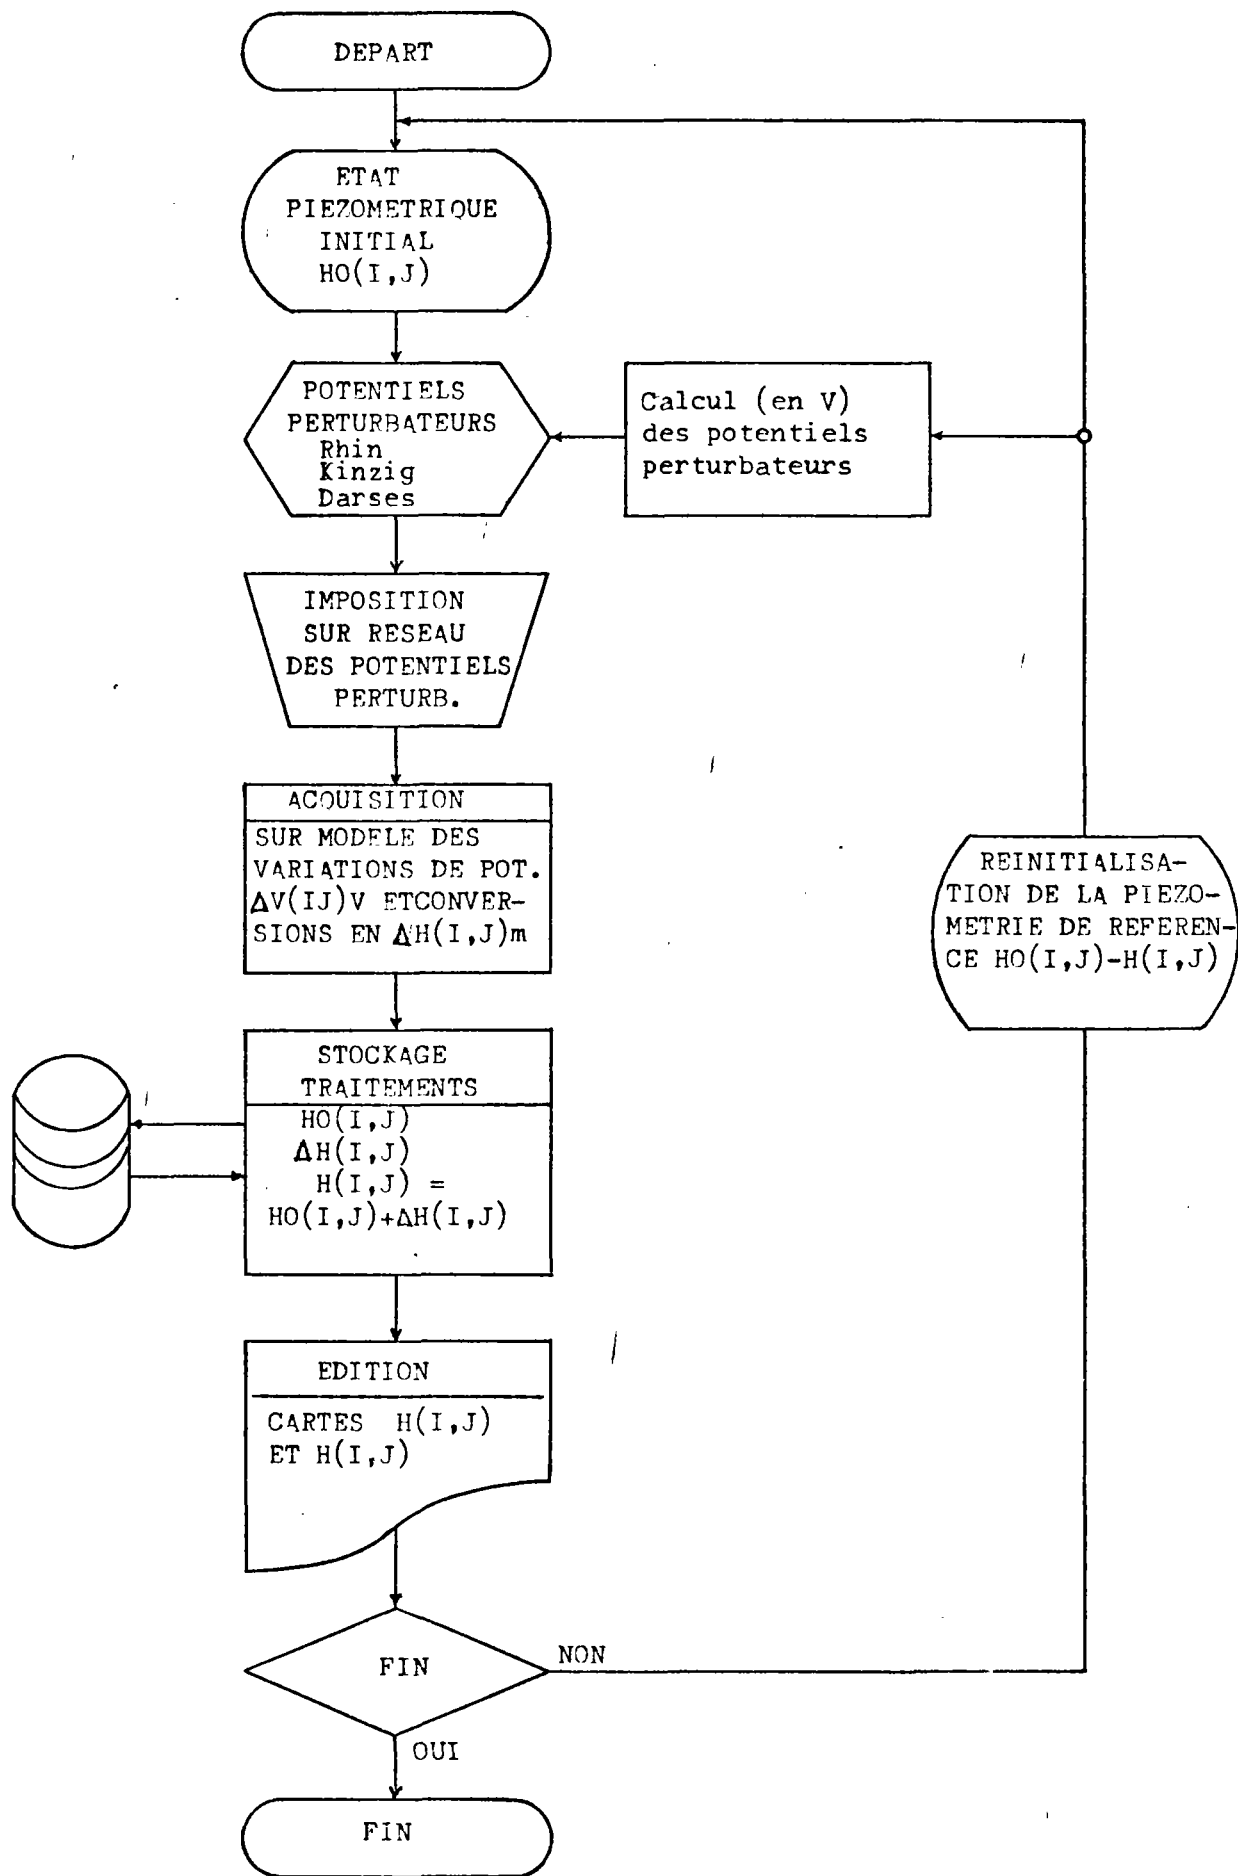 DEPART
ETAT
PIEZOMETRIQUE
INITIAL
HO(I,J)
POTENTIELS
PERTURBATEURS
Rhin
Kinzig
Darses
Calcul (en V)
des potentiels
perturbateurs
IMPOSITION
SUR RESEAU
DES POTENTIELS
PERTURB.
ACQUISITION
SUR MODELE DES
VARIATIONS DE POT.
ΔV(IJ)V ETCONVER-
SIONS EN ΔH(I,J)m
REINITIALISA-
TION DE LA PIEZO-
METRIE DE REFEREN-
CE HO(I,J)-H(I,J)
STOCKAGE
TRAITEMENTS
HO(I,J)
ΔH(I,J)
H(I,J) =
HO(I,J)+ΔH(I,J)
EDITION
CARTES H(I,J)
ET H(I,J)
FIN
NON
OUI
FIN